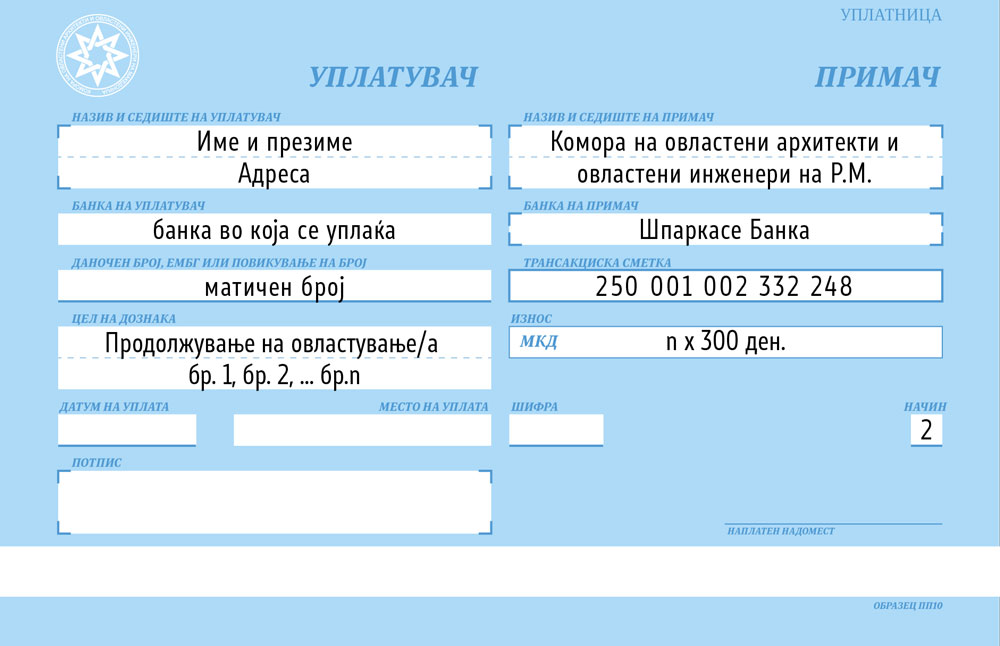 УПЛАТНИЦА
УПЛАТУВАЧ
ПРИМАЧ
НАЗИВ И СЕДИШТЕ НА УПЛАТУВАЧ
Име и презиме
Адреса
БАНКА НА УПЛАТУВАЧ
банка во која се уплаќа
ДАНОЧЕН БРОЈ, ЕМБГ ИЛИ ПОВИКУВАЊЕ НА БРОЈ
матичен број
ЦЕЛ НА ДОЗНАКА
Продолжување на овластување/а
бр. 1, бр. 2, ... бр.n
ДАТУМ НА УПЛАТА
МЕСТО НА УПЛАТА
ПОТПИС
НАЗИВ И СЕДИШТЕ НА ПРИМАЧ
Комора на овластени архитекти и
овластени инженери на Р.М.
БАНКА НА ПРИМАЧ
Шпаркасе Банка
ТРАНСАКЦИСКА СМЕТКА
250 001 002 332 248
ИЗНОС
МКД n x 300 ден.
ШИФРА
НАЧИН
2
НАПЛАТЕН НАДОМЕСТ
ОБРАЗЕЦ ПП10